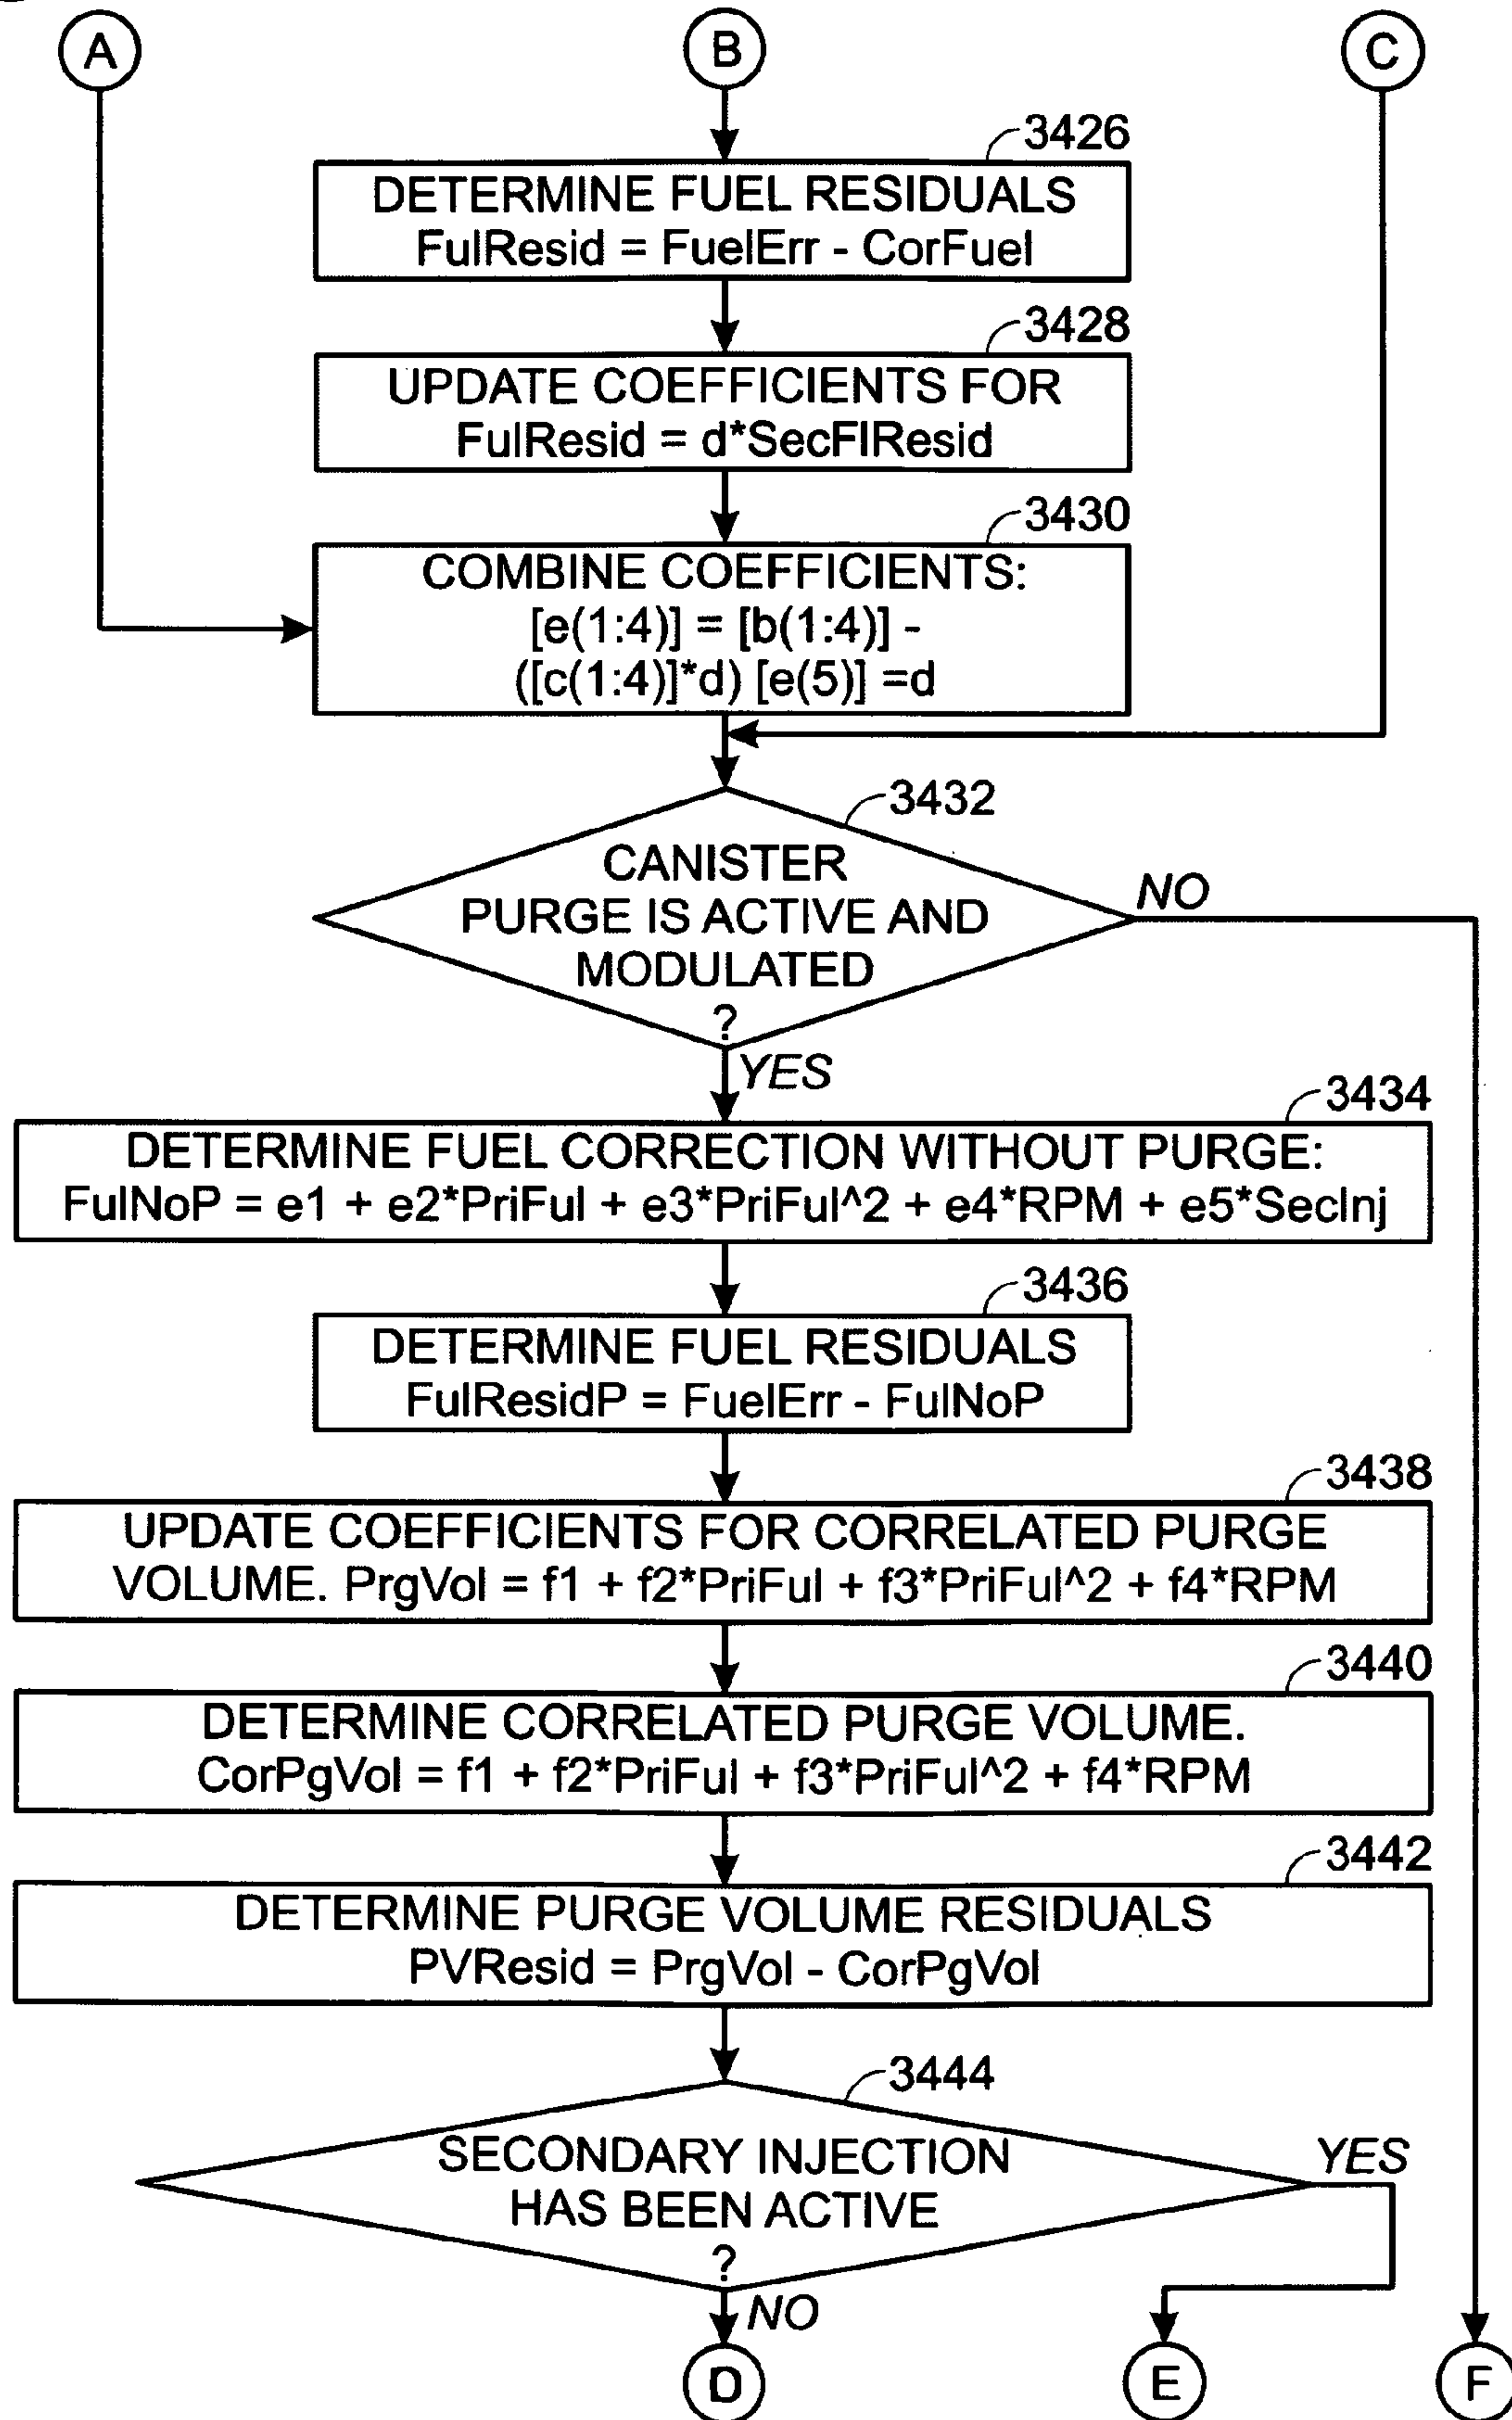 A
B
C
3426
DETERMINE FUEL RESIDUALS
FulResid = FuelErr - CorFuel
3428
UPDATE COEFFICIENTS FOR
FulResid = d*SecFlResid
3430
COMBINE COEFFICIENTS:
[e(1:4)] = [b(1:4)] -
([c(1:4)]*d) [e(5)] =d
3432
CANISTER
PURGE IS ACTIVE AND
MODULATED
?
NO
YES
3434
DETERMINE FUEL CORRECTION WITHOUT PURGE:
FulNoP = e1 + e2*PriFul + e3*PriFul^2 + e4*RPM + e5*SecInj
3436
DETERMINE FUEL RESIDUALS
FulResidP = FuelErr - FulNoP
3438
UPDATE COEFFICIENTS FOR CORRELATED PURGE
VOLUME. PrgVol = f1 + f2*PriFul + f3*PriFul^2 + f4*RPM
3440
DETERMINE CORRELATED PURGE VOLUME.
CorPgVol = f1 + f2*PriFul + f3*PriFul^2 + f4*RPM
3442
DETERMINE PURGE VOLUME RESIDUALS
PVResid = PrgVol - CorPgVol
3444
SECONDARY INJECTION
HAS BEEN ACTIVE
?
YES
NO
D
E
F